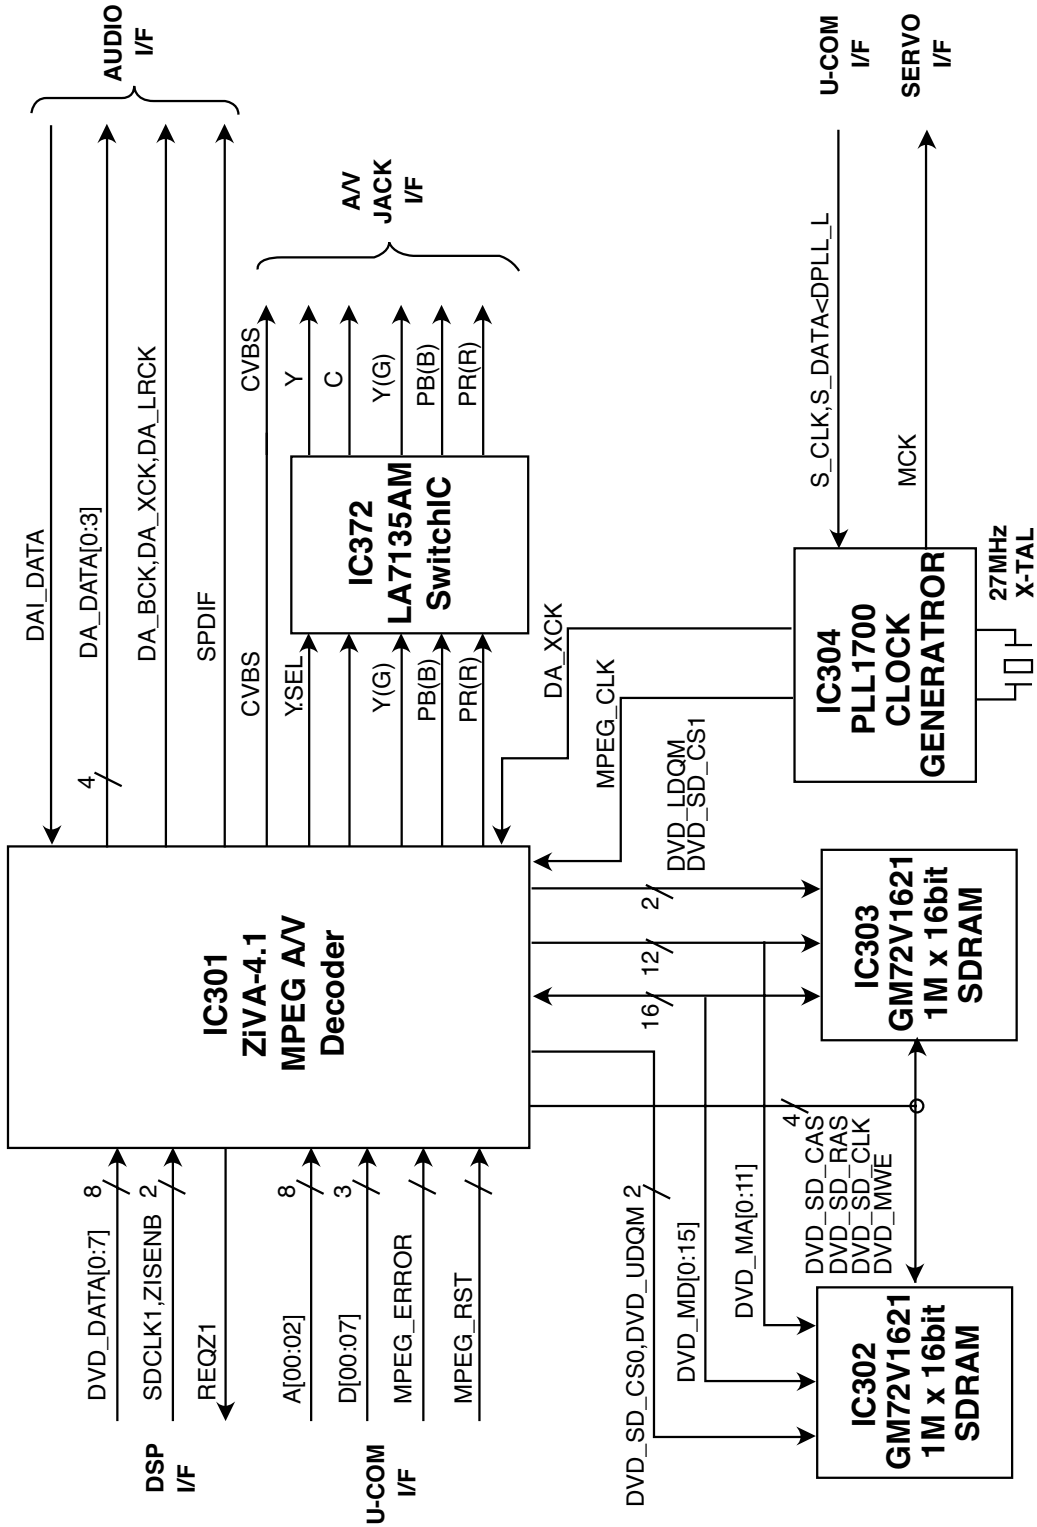 DSP
I/F
DVD_DATA[0:7]
8
SDCLK1,ZISENB
2
REQZ1
U-COM
I/F
A[00:02]
8
D[00:07]
3
MPEG_ERROR
MPEG_RST
IC301
ZiVA-4.1
MPEG A/V
Decoder
DAI_DATA
4
DA_DATA[0:3]
DA_BCK,DA_XCK,DA_LRCK
SPDIF
AUDIO
I/F
CVBS
CVBS
Y.SEL
Y
C
Y(G)
Y(G)
PB(B)
PB(B)
PR(R)
PR(R)
IC372
LA7135AM
SwitchIC
A/V
JACK
I/F
DA_XCK
MPEG_CLK
DVD_LDQM
DVD_SD_CS1
2
12
16
DVD_SD_CS0,DVD_UDQM
2
DVD_MD[0:15]
DVD_MA[0:11]
4
DVD_SD_CAS
DVD_SD_RAS
DVD_SD_CLK
DVD_MWE
IC302
GM72V1621
1M x 16bit
SDRAM
IC303
GM72V1621
1M x 16bit
SDRAM
IC304
PLL1700
CLOCK
GENERATROR
27MHz
X-TAL
S_CLK,S_DATA<DPLL_L
MCK
U-COM
I/F
SERVO
I/F